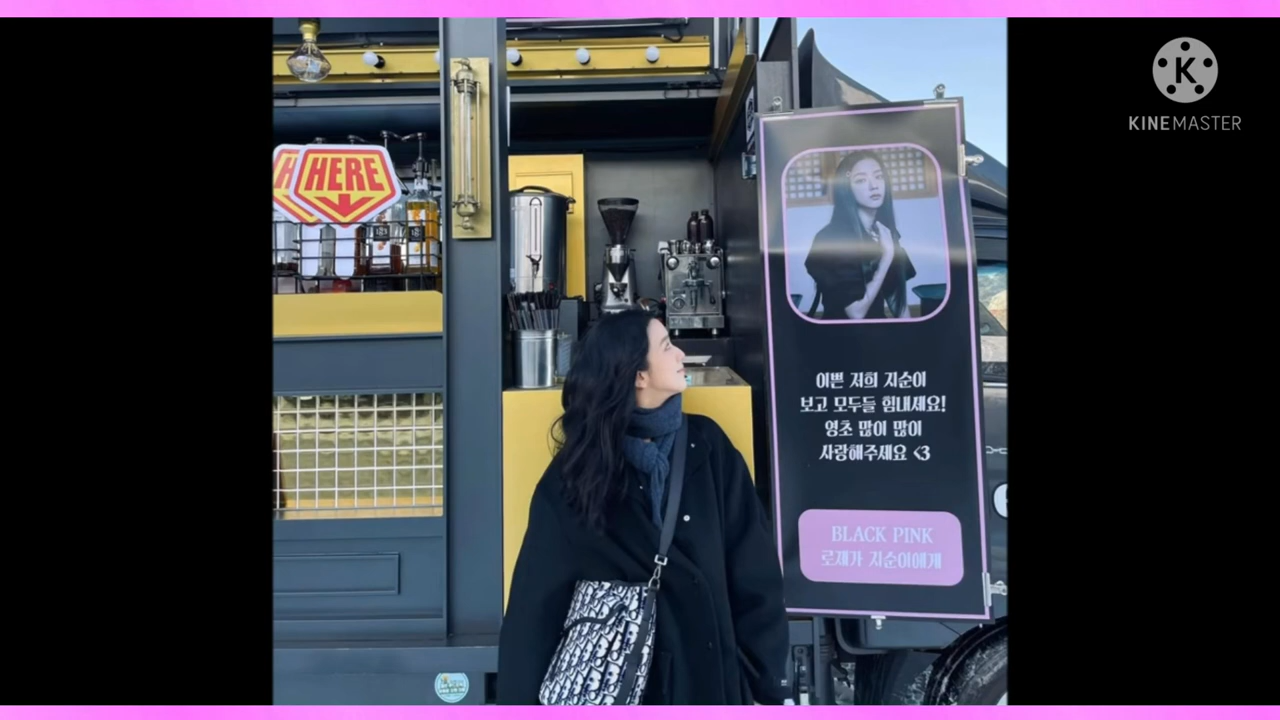 KINEMASTER
HERE
이쁜 저희 지순이
보고 모두들 힘내세요!
영초 많이 많이
사랑해주세요 <3
BLACK PINK
로제가 지순이에게